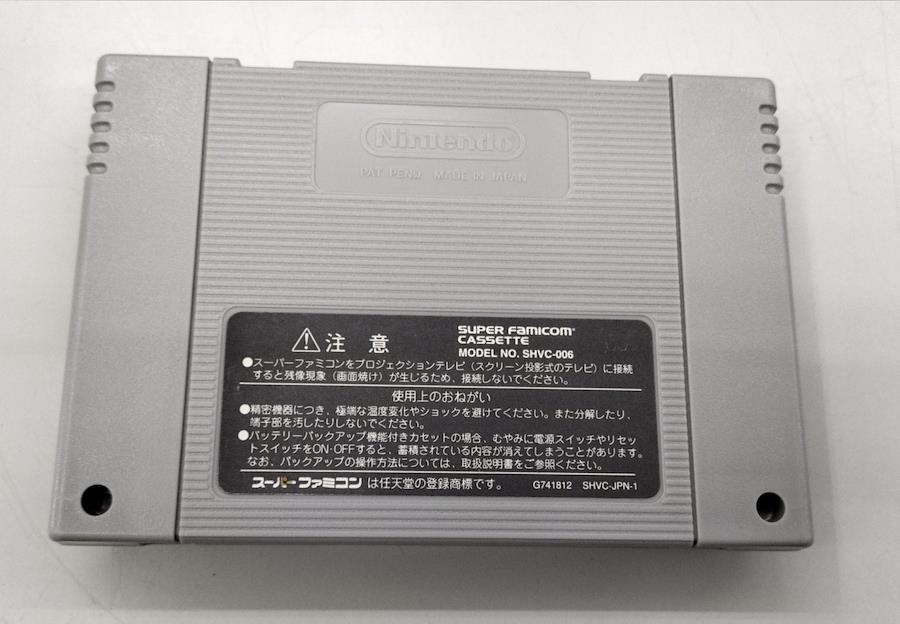 Nintendo
PAT PEND MADE IN JAPAN
⚠注意
SUPER FAMICOM
CASSETTE
MODEL NO. SHVC-006
●スーパーファミコンをプロジェクションテレビ(スクリーン投影式のテレビ)に接続
すると残像現象(画面焼け)が生じるため、接続しないでください。
使用上のおねがい
●精密機器につき、極端な温度変化やショックを避けてください。また分解したり、
端子部を汚したりしないでください。
●バッテリーバックアップ機能付きカセットの場合、むやみに電源スイッチやリセッ
トスイッチをON・OFFすると、蓄積されている内容が消えてしまうことがあります。
なお、バックアップの操作方法については、取扱説明書をご参照ください。
スーパーファミコンは任天堂の登録商標です。 G741812 SHVC-JPN-1